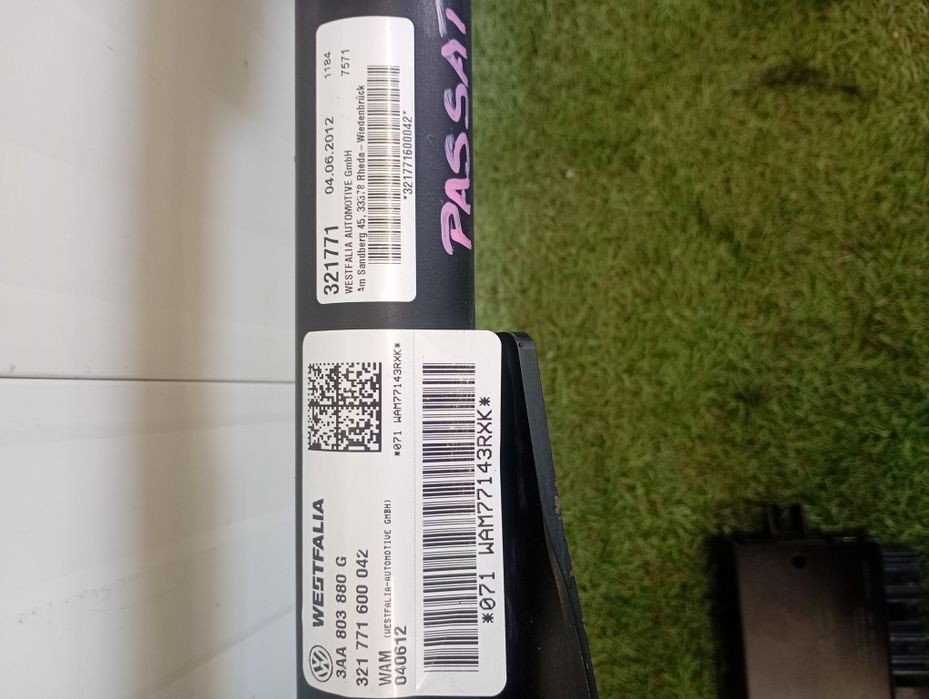 321771 04.06.2012 1184
7571
WESTFALIA AUTOMOTIVE GmbH
Am Sandberg 45, 33378 Rheda - Wiedenbrück
*321771600042*
PASSAT
WESTFALIA
3AA 803 880 G
321 771 600 042
WAM (WESTFALIA-AUTOMOTIVE GMBH)
040612
*071 WAM77143RXK*
*071 WAM77143RXK*